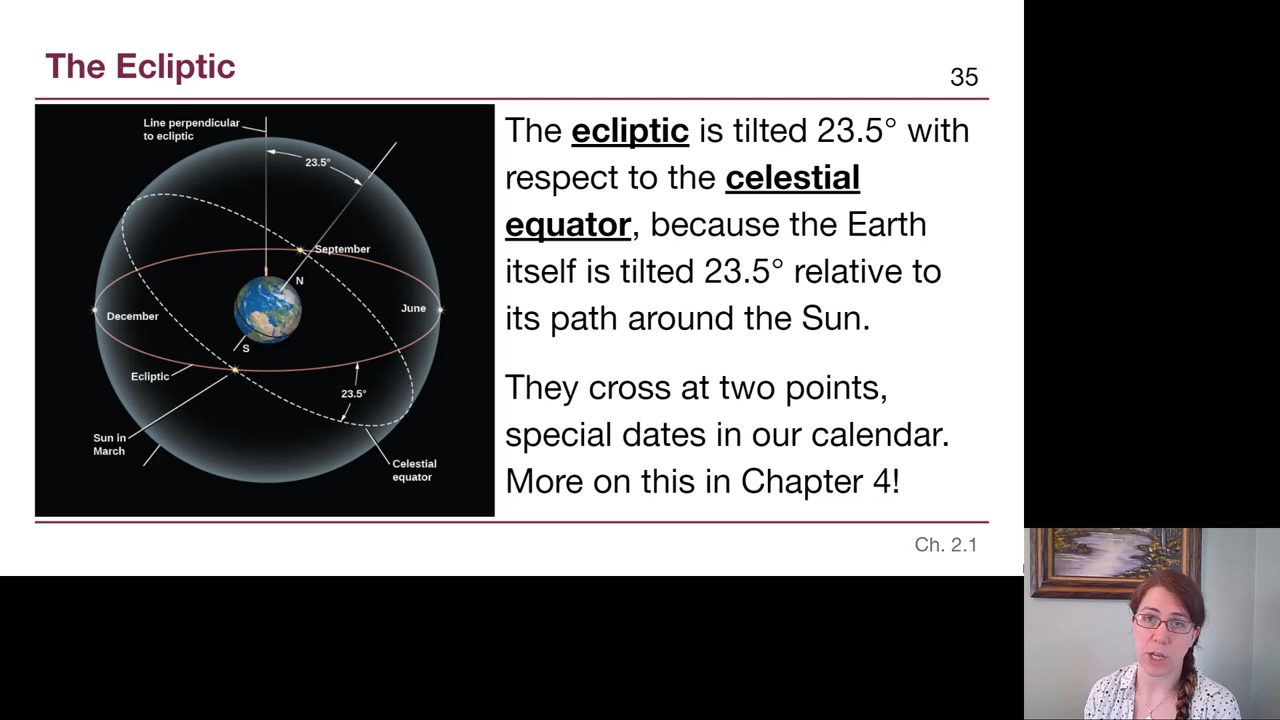 The Ecliptic
35
Line perpendicular
to ecliptic
23.5°
September
N
December
June
S
Ecliptic
23.5°
Sun in
March
Celestial
equator
The ecliptic is tilted 23.5° with
respect to the celestial
equator, because the Earth
itself is tilted 23.5° relative to
its path around the Sun.
They cross at two points,
special dates in our calendar.
More on this in Chapter 4!
Ch. 2.1